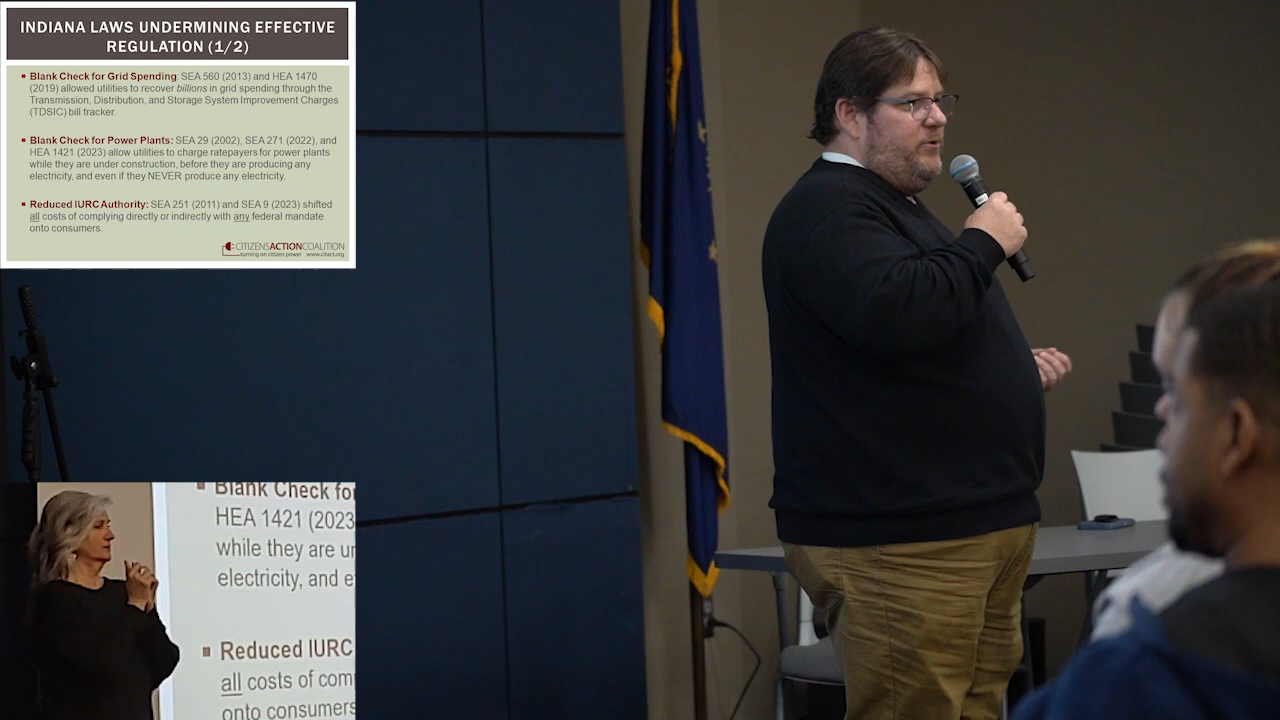 INDIANA LAWS UNDERMINING EFFECTIVE
REGULATION (1/2)
Blank Check for Grid Spending: SEA 560 (2013) and HEA 1470
(2019) allowed utilities to recover billions in grid spending through the
Transmission, Distribution, and Storage System Improvement Charges
(TDSIC) bill tracker.
Blank Check for Power Plants: SEA 29 (2002), SEA 271 (2022), and
HEA 1421 (2023) allow utilities to charge ratepayers for power plants
while they are under construction, before they are producing any
electricity, and even if they NEVER produce any electricity.
Reduced IURC Authority: SEA 251 (2011) and SEA 9 (2023) shifted
all costs of complying directly or indirectly with any federal mandate
onto consumers.
CITIZENSACTIONCOALITION
turning on citizen power www.citact.org
Blank Check for
HEA 1421 (2023
while they are ur
electricity, and e
Reduced IURC
all costs of com
onto consumers